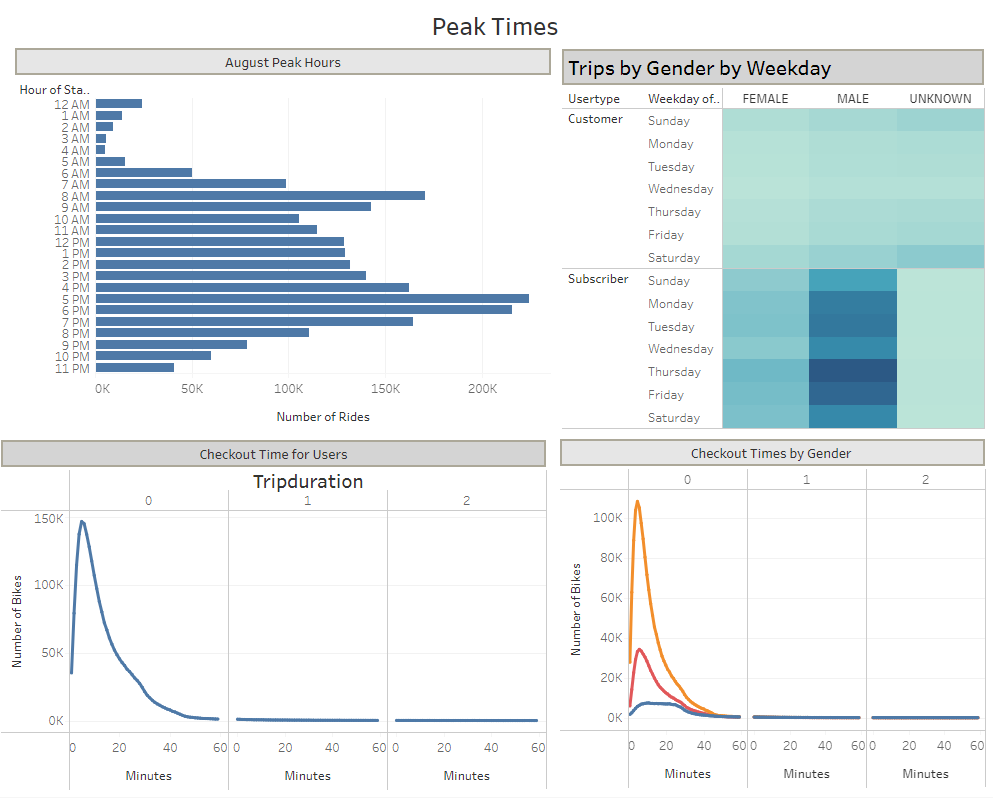 Peak Times
August Peak Hours
Hour of Sta..
12 AM
1 AM
2 AM
3 AM
4 AM
5 AM
6 AM
7 AM
8 AM
9 AM
10 AM
11 AM
12 PM
1 PM
2 PM
3 PM
4 PM
5 PM
6 PM
7 PM
8 PM
9 PM
10 PM
11 PM
0K 50K 100K 150K 200K
Number of Rides
Trips by Gender by Weekday
Usertype Weekday of.. FEMALE MALE UNKNOWN
Customer Sunday
Monday
Tuesday
Wednesday
Thursday
Friday
Saturday
Subscriber Sunday
Monday
Tuesday
Wednesday
Thursday
Friday
Saturday
Checkout Time for Users
Tripduration
0 1 2
150K
100K
50K
0K
Number of Bikes
0 20 40 60 0 20 40 60 0 20 40 60
Minutes Minutes Minutes
Checkout Times by Gender
0 1 2
100K
80K
60K
40K
20K
0K
Number of Bikes
0 20 40 60 0 20 40 60 0 20 40 60
Minutes Minutes Minutes